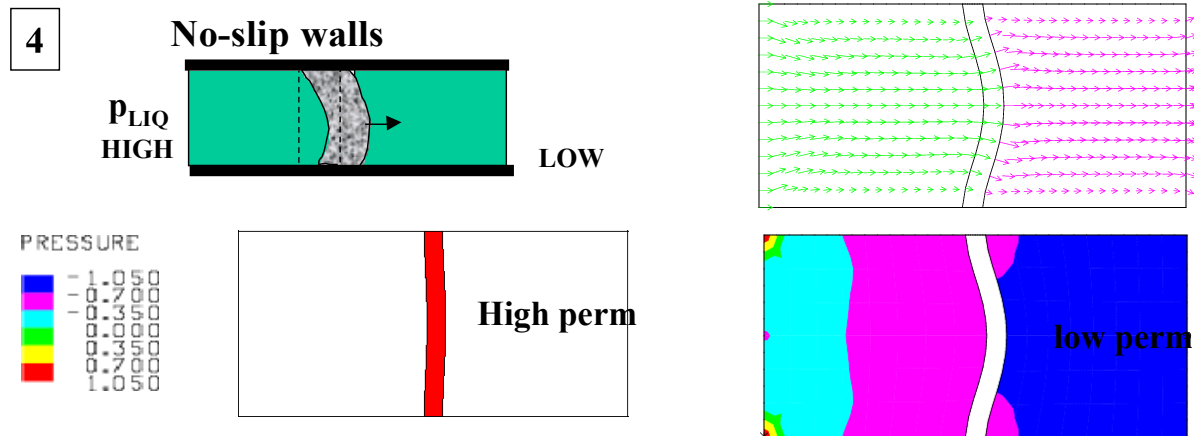 4
No-slip walls
pLIQ
HIGH
LOW
PRESSURE
-1.050
-0.700
-0.350
0.000
0.350
0.700
1.050
High perm
low perm